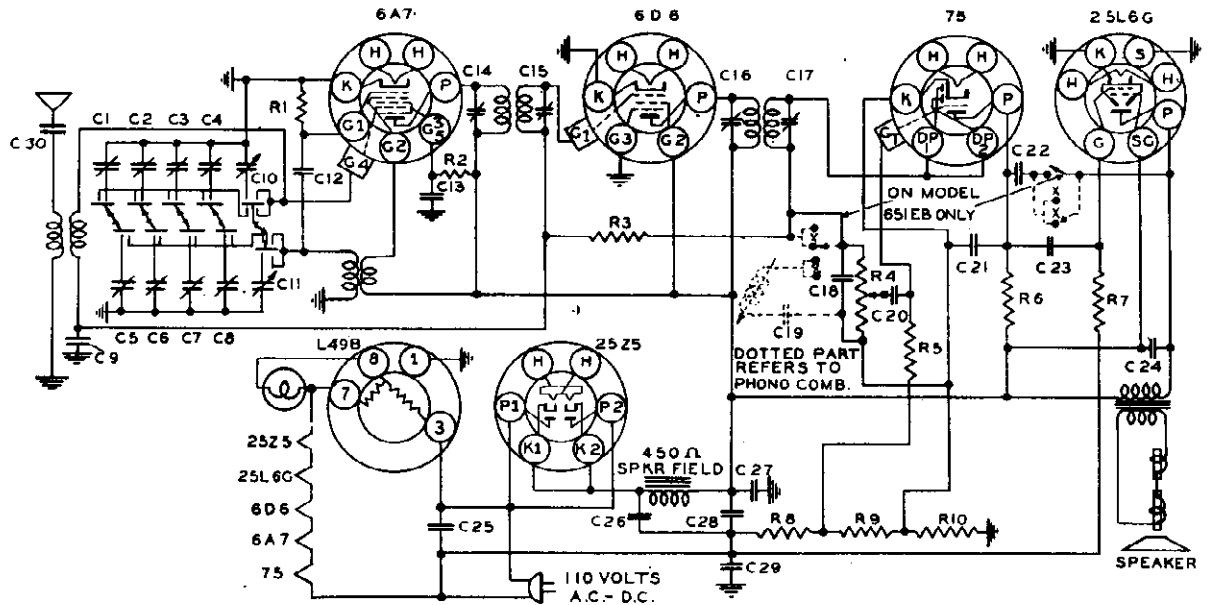 6A7
6D6
75
25L6G
H H
H H
H H
K S
K
P
C14
C15
K
P
C16
C17
K
P
H
H
P
R1
G1
G4
G2
G3
5
G1
G3
G2
G
DP
DP
2
G
SG
C30
C1 C2 C3 C4
C10
C12
R2
C13
C22
ON MODEL
651EB ONLY
R3
C21
C23
C11
C18
R4
C20
R6
R7
C19
R5
C5 C6 C7 C8
C9
L49B
25Z5
DOTTED PART
REFERS TO
PHONO COMB.
C24
8
1
7
3
H H
P1
P2
K1
K2
25Z5
25L6G
6D6
6A7
75
450Ω
SPKR FIELD
C27
C25
C26
C28
R8
R9
R10
C29
110 VOLTS
A.C.-D.C.
SPEAKER